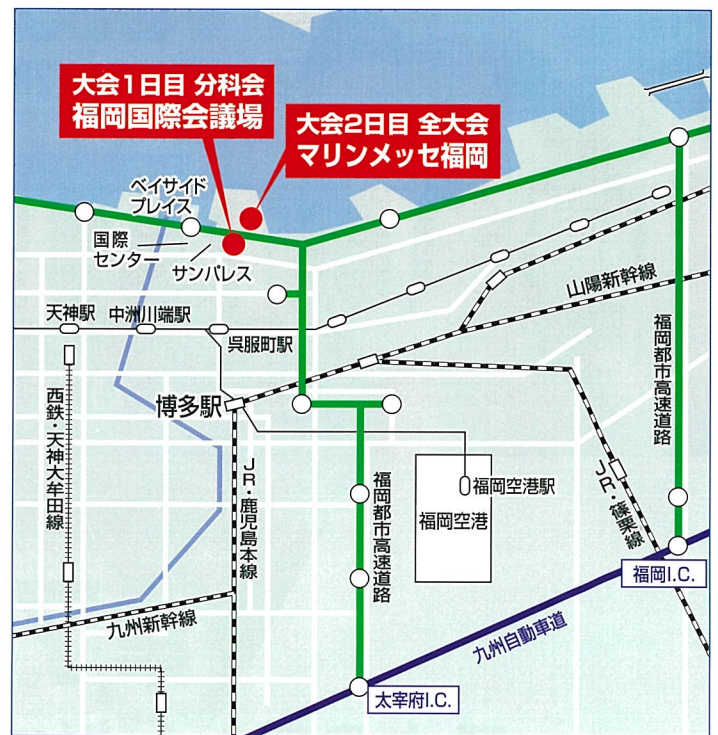 大会1日目 分科会
福岡国際会議場
大会2日目 全大会
マリンメッセ福岡
ベイサイド
プレイス
国際
センター
サンパレス
天神駅
中洲川端駅
呉服町駅
山陽新幹線
博多駅
福岡都市高速道路
西鉄・天神大牟田線
JR・鹿児島本線
福岡都市高速道路
福岡空港駅
福岡空港
JR・篠栗線
福岡I.C.
九州新幹線
九州自動車道
太宰府I.C.